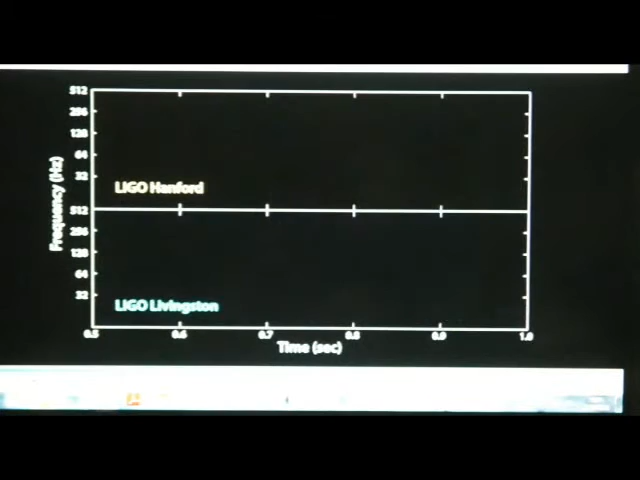 512
256
128
64
32
LIGO Hanford
Frequency (Hz)
512
256
128
64
32
LIGO Livingston
0.5 0.6 0.7 0.8 0.9 1.0
Time (sec)